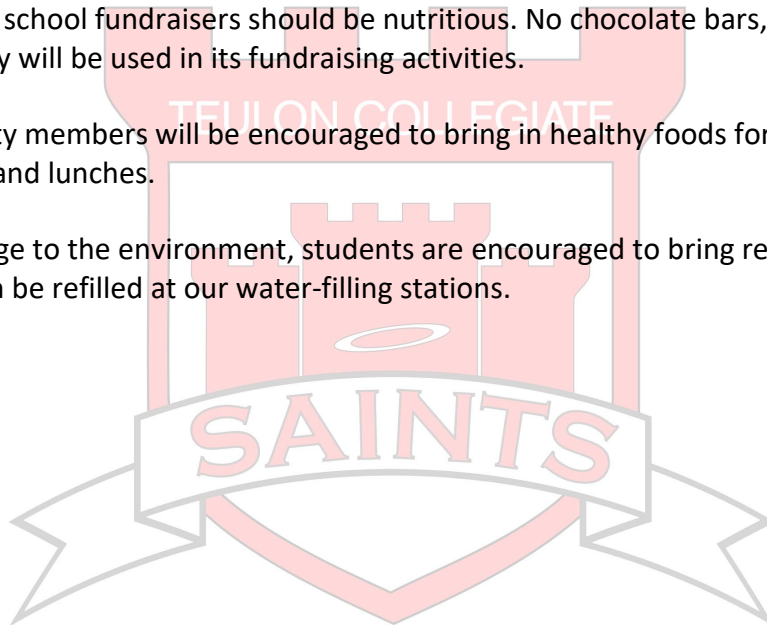 school fundraisers should be nutritious. No chocolate bars,
y will be used in its fundraising activities.
TEULON COLLEGIATE
ty members will be encouraged to bring in healthy foods for
and lunches.
ge to the environment, students are encouraged to bring re
n be refilled at our water-filling stations.
SAINTS